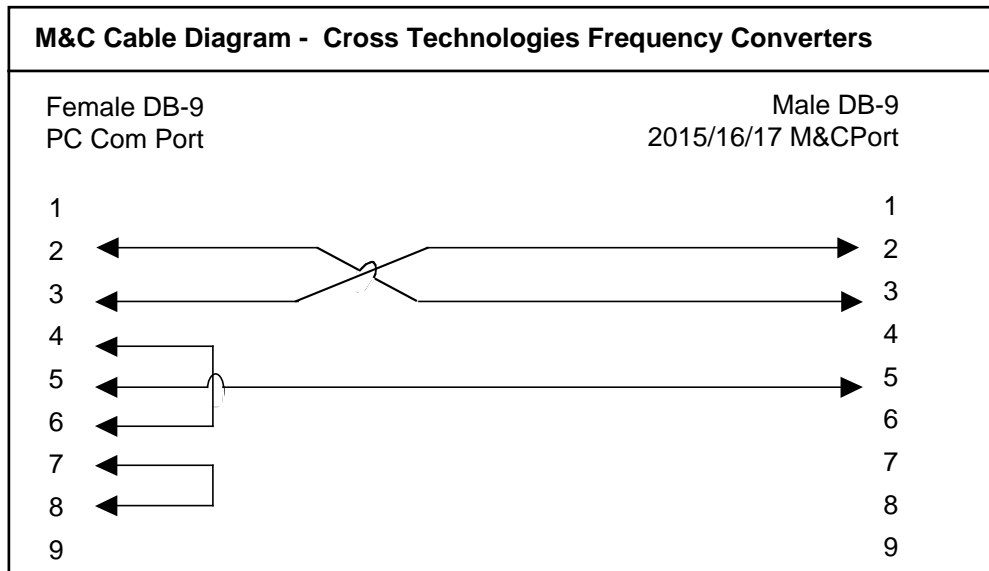 M&C Cable Diagram - Cross Technologies Frequency Converters
Female DB-9
PC Com Port
Male DB-9
2015/16/17 M&CPort
1 1
2 2
3 3
4 4
5 5
6 6
7 7
8 8
9 9